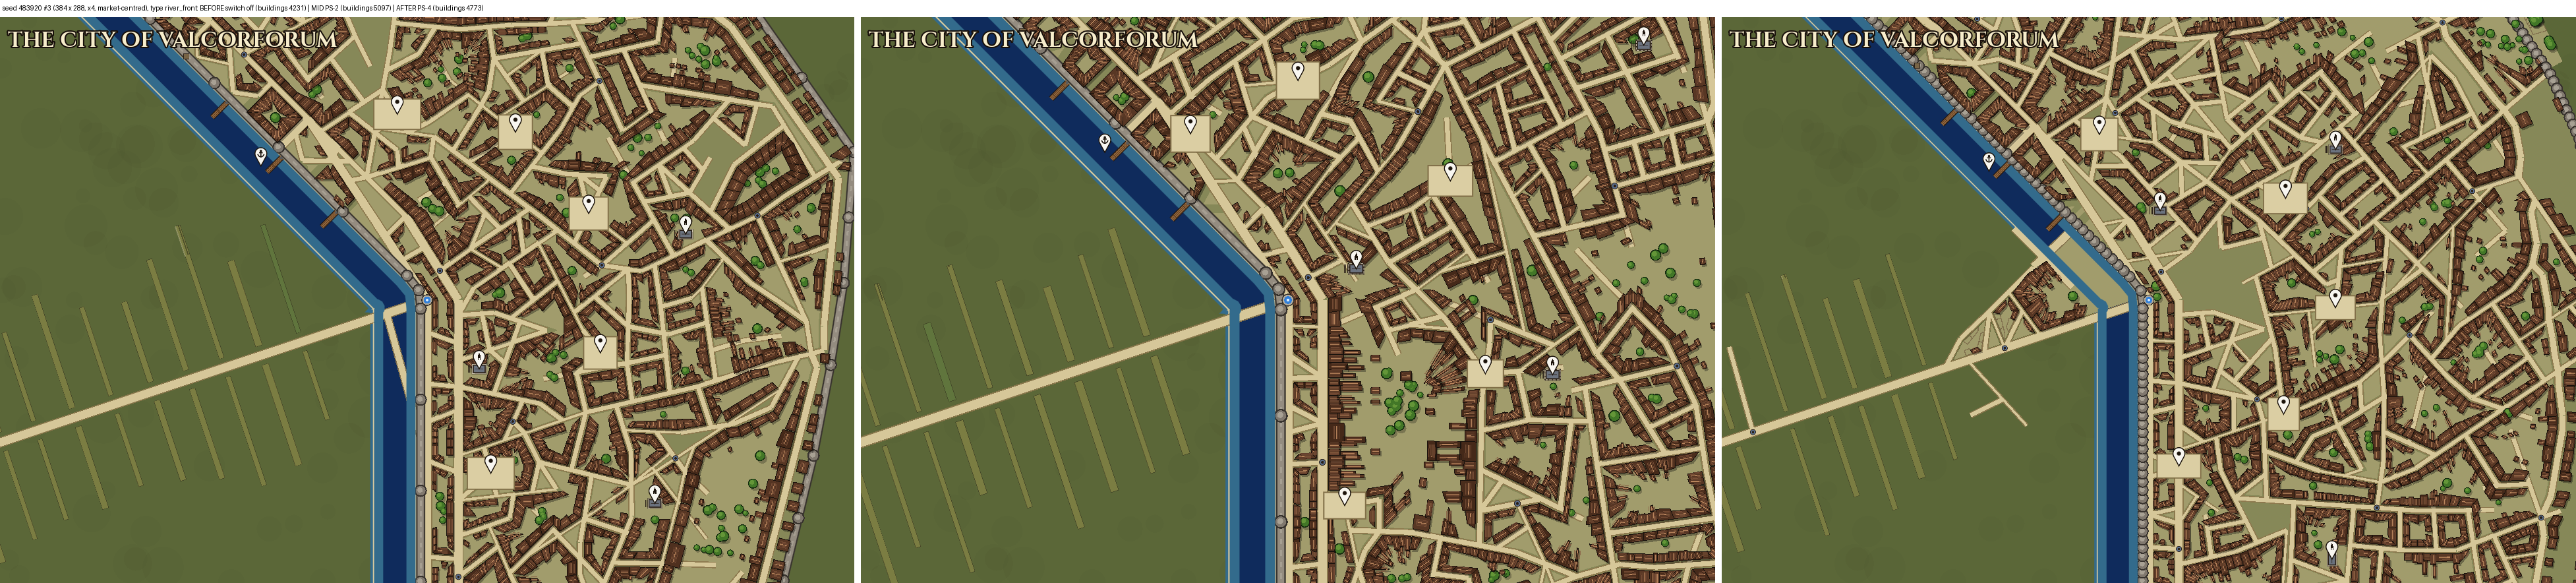 seed 483920 #3 (384 x 288, x4, market-centred), type river_front BEFORE switch off (buildings 4231) | MID PS-2 (buildings 5097) | AFTER PS-4 (buildings 4773)
THE CITY OF VALCORFORUM
THE CITY OF VALCORFORUM
THE CITY OF VALCORFORUM